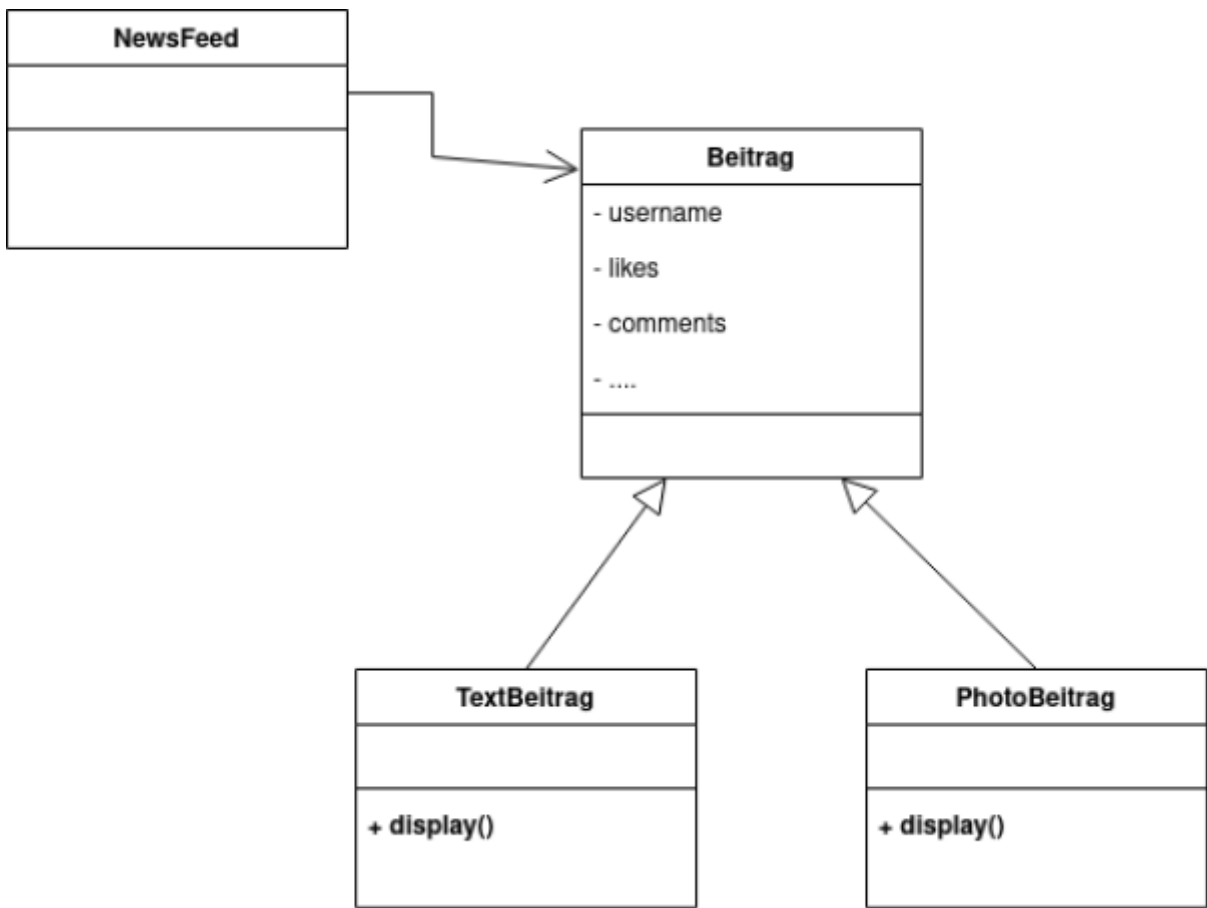 NewsFeed
Beitrag
- username
- likes
- comments
- ....
TextBeitrag
+ display()
PhotoBeitrag
+ display()